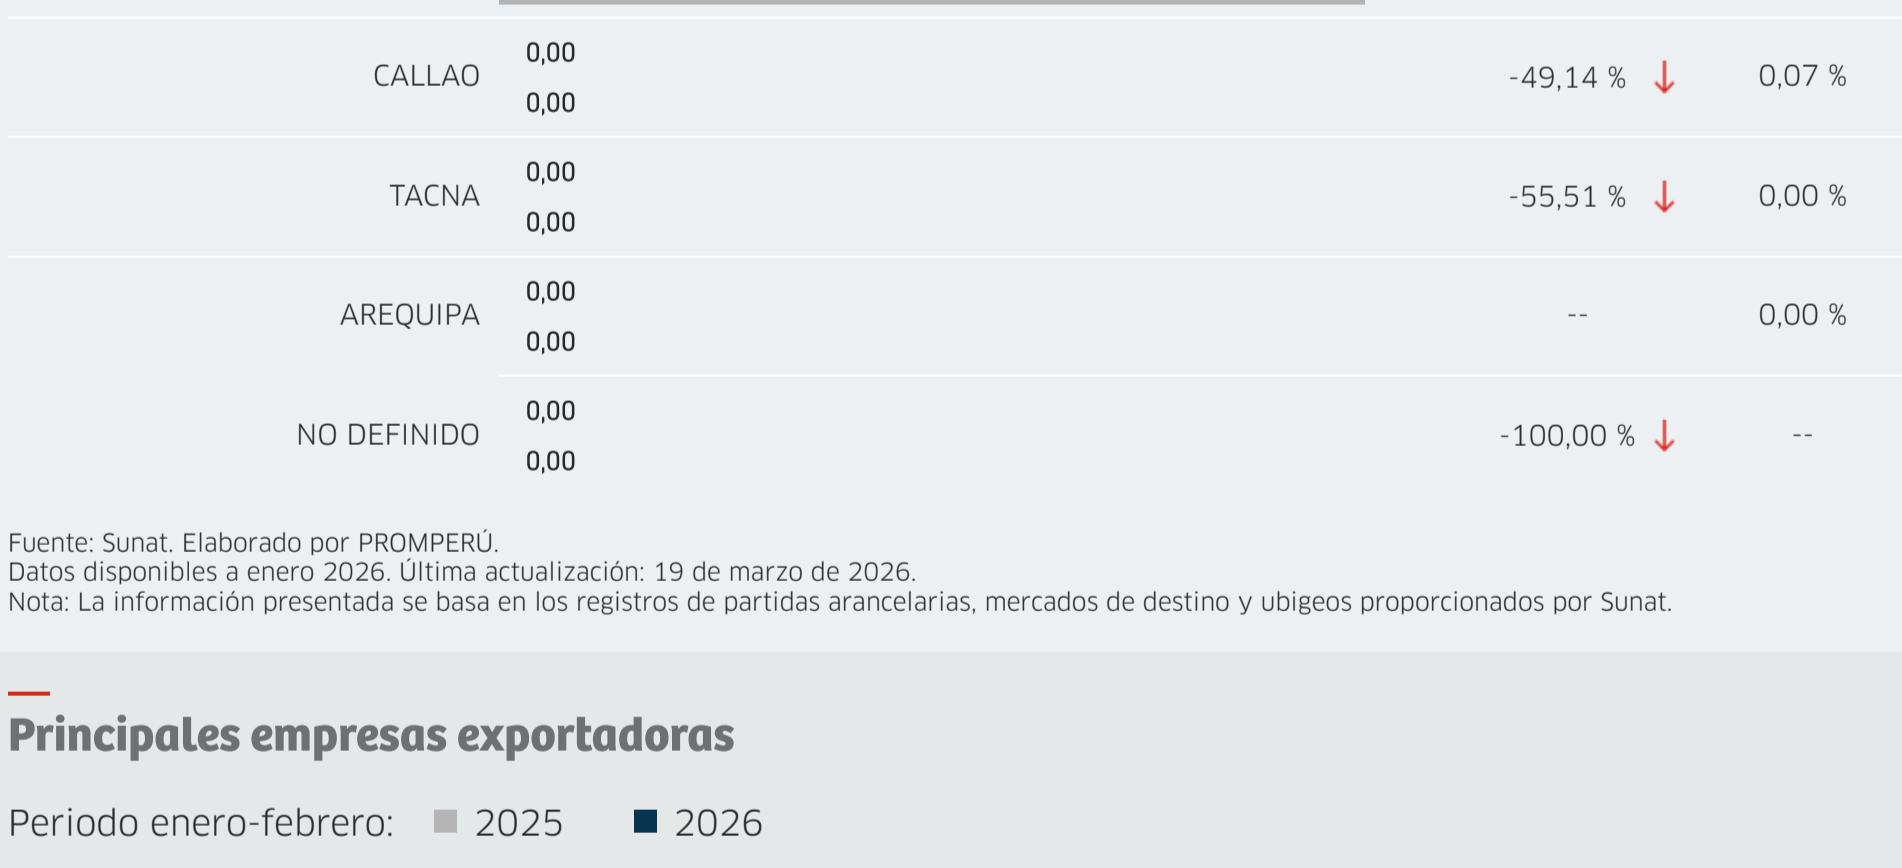 0,00
CALLAO -49,14 % ↓ 0,07 %
0,00
0,00
TACNA -55,51 % ↓ 0,00 %
0,00
0,00
AREQUIPA -- 0,00 %
0,00
0,00
NO DEFINIDO -100,00 % ↓ --
0,00
Fuente: Sunat. Elaborado por PROMPERÚ.
Datos disponibles a enero 2026. Última actualización: 19 de marzo de 2026.
Nota: La información presentada se basa en los registros de partidas arancelarias, mercados de destino y ubigeos proporcionados por Sunat.
Principales empresas exportadoras
Periodo enero-febrero: 2025 2026